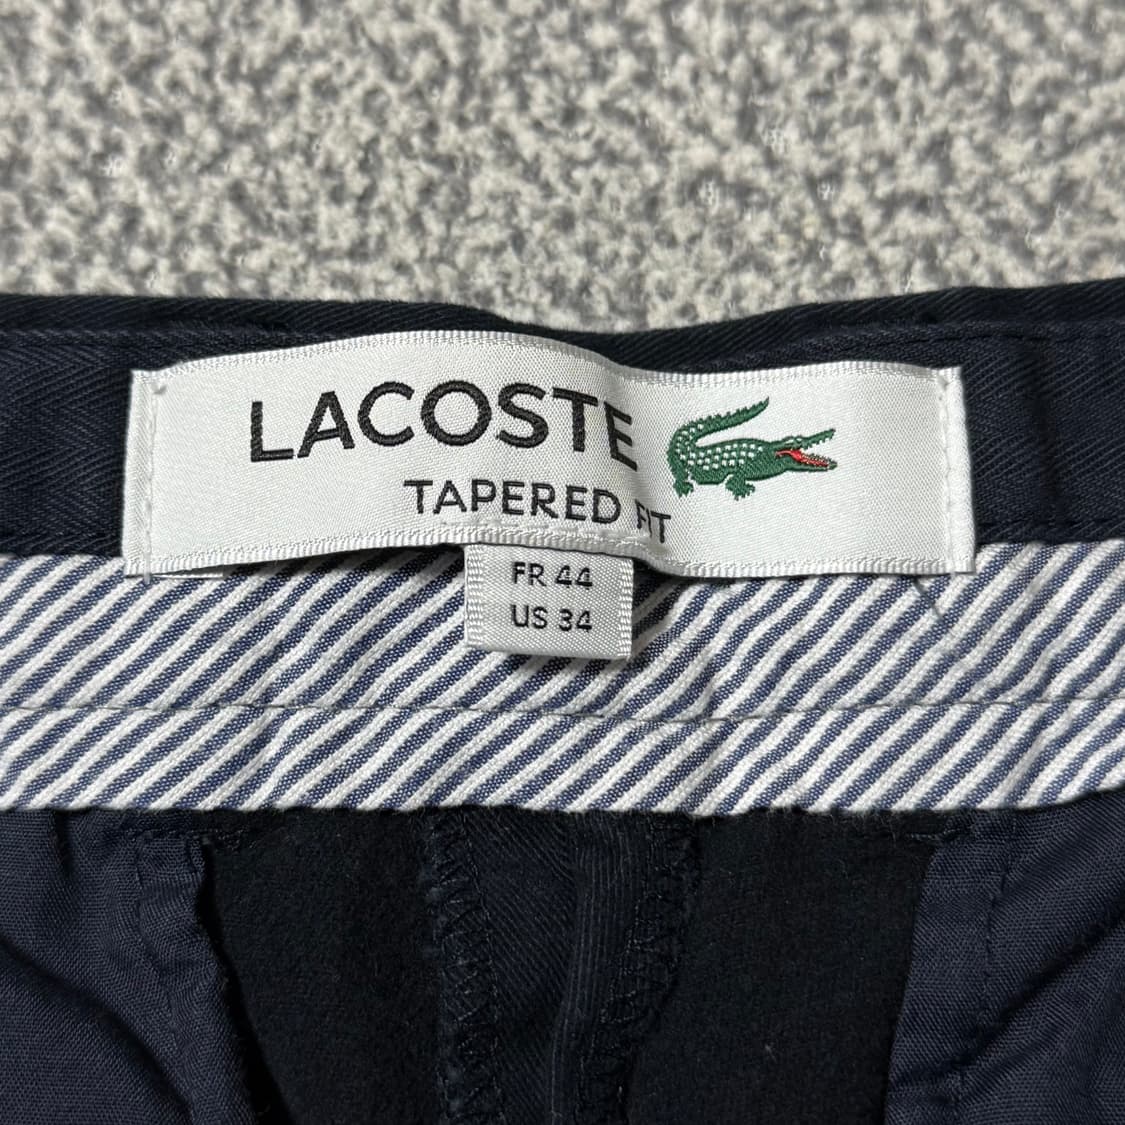 LACOSTE
TAPERED FIT
FR 44
US 34